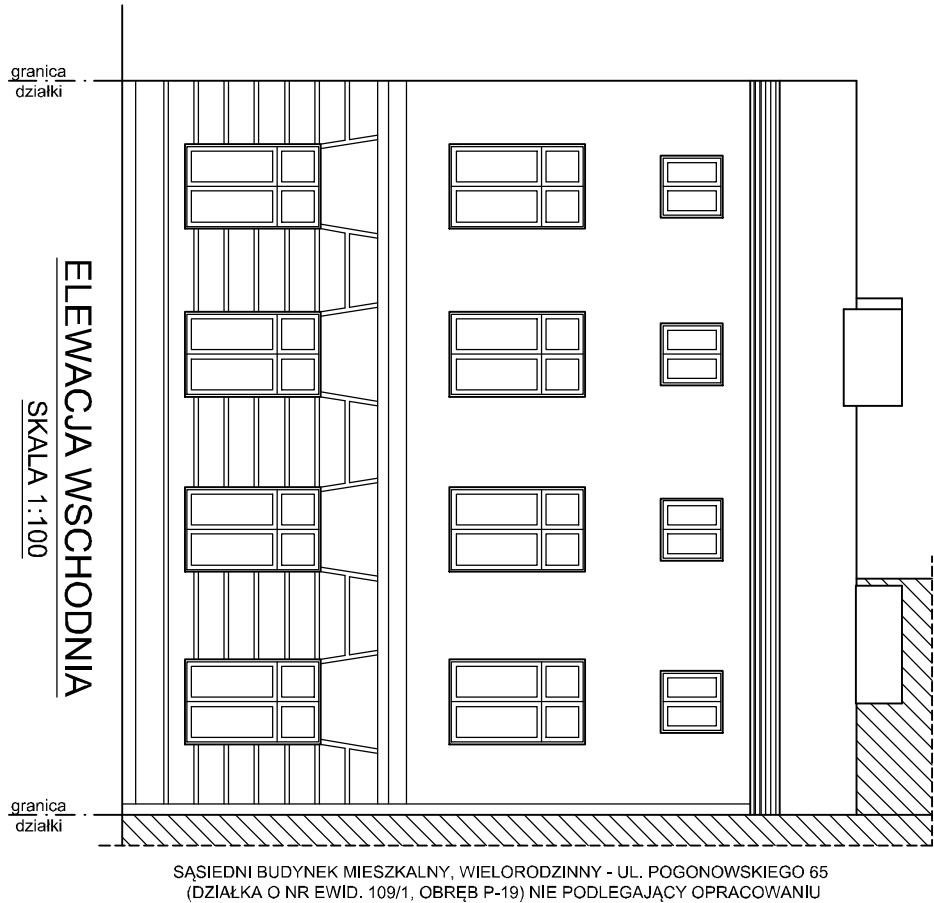 granica
działki
ELEWACJA WSCHODNIA
SKALA 1:100
granica
działki
SĄSIEDNI BUDYNEK MIESZKALNY, WIELORODZINNY - UL. POGONOWSKIEGO 65
(DZIAŁKA O NR EWID. 109/1, OBRĘB P-19) NIE PODLEGAJĄCY OPRACOWANIU